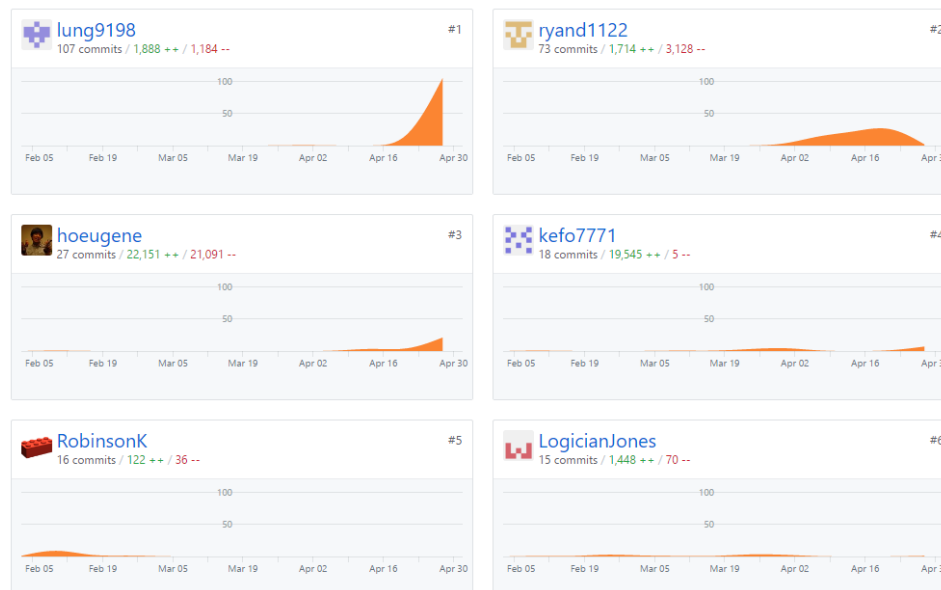 lung9198 #1
107 commits / 1,888 ++ / 1,184 --
100
50
Feb 05 Feb 19 Mar 05 Mar 19 Apr 02 Apr 16 Apr 30
ryand1122 #2
73 commits / 1,714 ++ / 3,128 --
100
50
Feb 05 Feb 19 Mar 05 Mar 19 Apr 02 Apr 16 Apr
hoeugene #3
27 commits / 22,151 ++ / 21,091 --
100
50
Feb 05 Feb 19 Mar 05 Mar 19 Apr 02 Apr 16 Apr 30
kefo7771 #4
18 commits / 19,545 ++ / 5 --
100
50
Feb 05 Feb 19 Mar 05 Mar 19 Apr 02 Apr 16 Apr
RobinsonK #5
16 commits / 122 ++ / 36 --
100
50
Feb 05 Feb 19 Mar 05 Mar 19 Apr 02 Apr 16 Apr 30
LogicianJones #6
15 commits / 1,448 ++ / 70 --
100
50
Feb 05 Feb 19 Mar 05 Mar 19 Apr 02 Apr 16 Apr